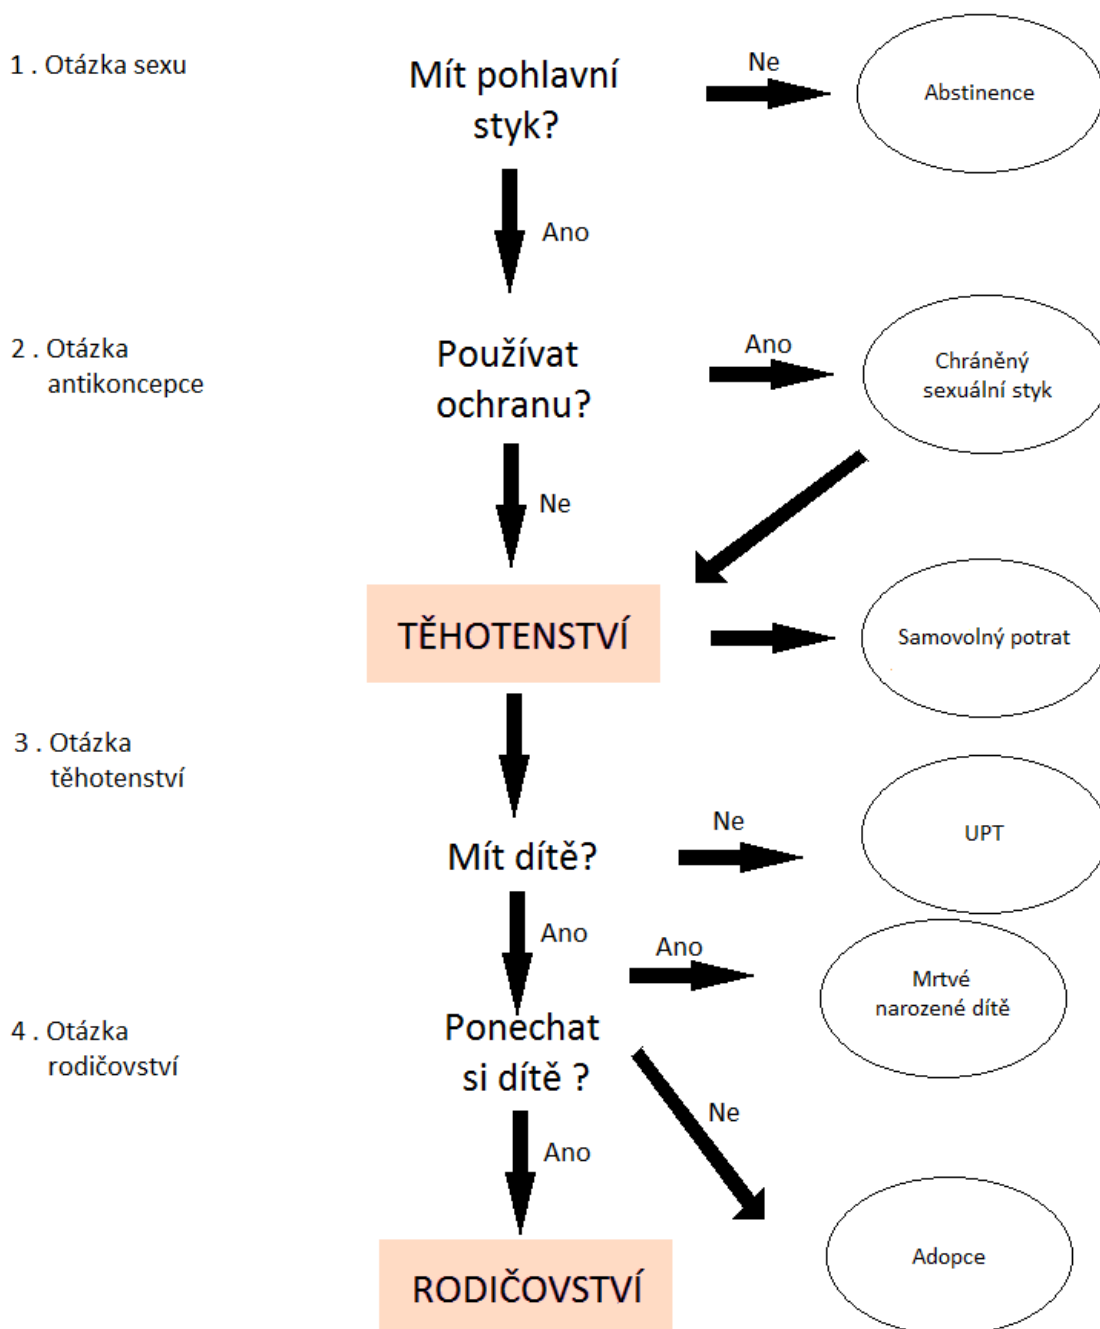 1 . Otázka sexu
Mít pohlavní
styk?
Ne
Abstinence
Ano
2 . Otázka
antikoncepce
Používat
ochranu?
Ano
Chráněný
sexuální styk
Ne
TĚHOTENSTVÍ
Samovolný potrat
3 . Otázka
těhotenství
Mít dítě?
Ne
UPT
Ano
Ano
Mrtvé
narozené dítě
4 . Otázka
rodičovství
Ponechat
si dítě ?
Ne
Ano
Adopce
RODIČOVSTVÍ